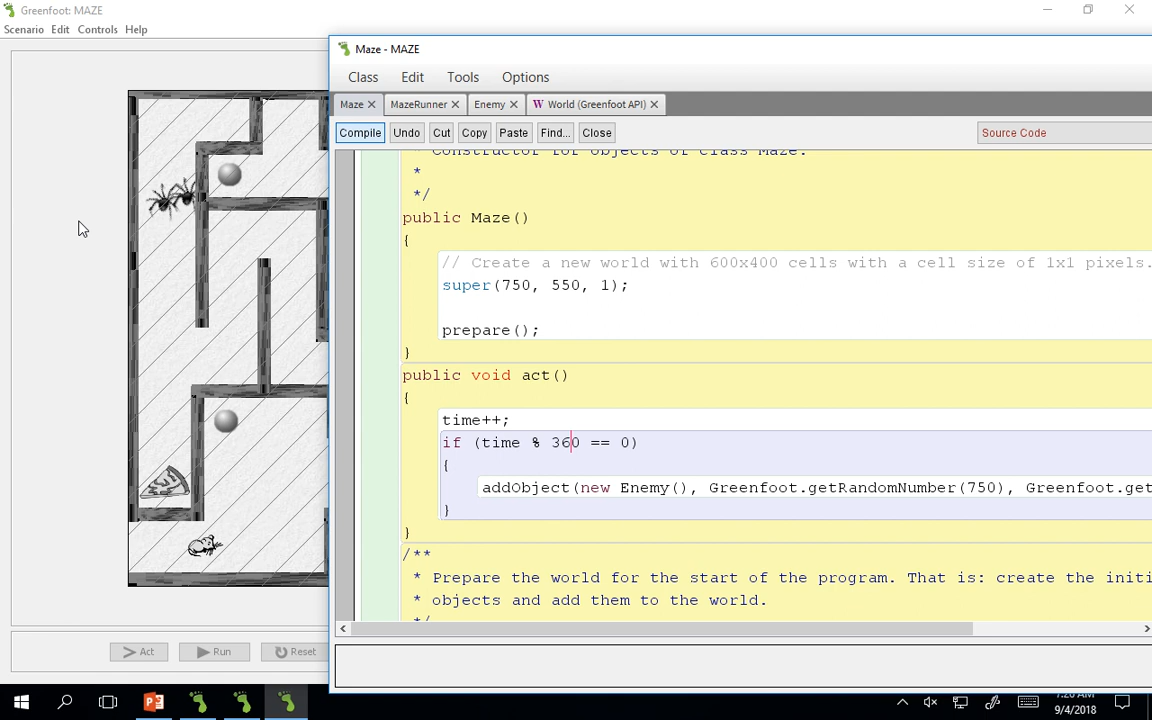 Greenfoot: MAZE
Scenario Edit Controls Help
Maze - MAZE
Class Edit Tools Options
Maze MazeRunner Enemy W World (Greenfoot API)
Compile Undo Cut Copy Paste Find... Close Source Code
Constructor for objects of class Maze.
*
*/
public Maze()
{
// Create a new world with 600x400 cells with a cell size of 1x1 pixels.
super(750, 550, 1);
prepare();
}
public void act()
{
time++;
if (time % 360 == 0)
{
addObject(new Enemy(), Greenfoot.getRandomNumber(750), Greenfoot.get
}
}
/**
* Prepare the world for the start of the program. That is: create the initi
* objects and add them to the world.
*/
Act Run Reset
7:26 AM
9/4/2018